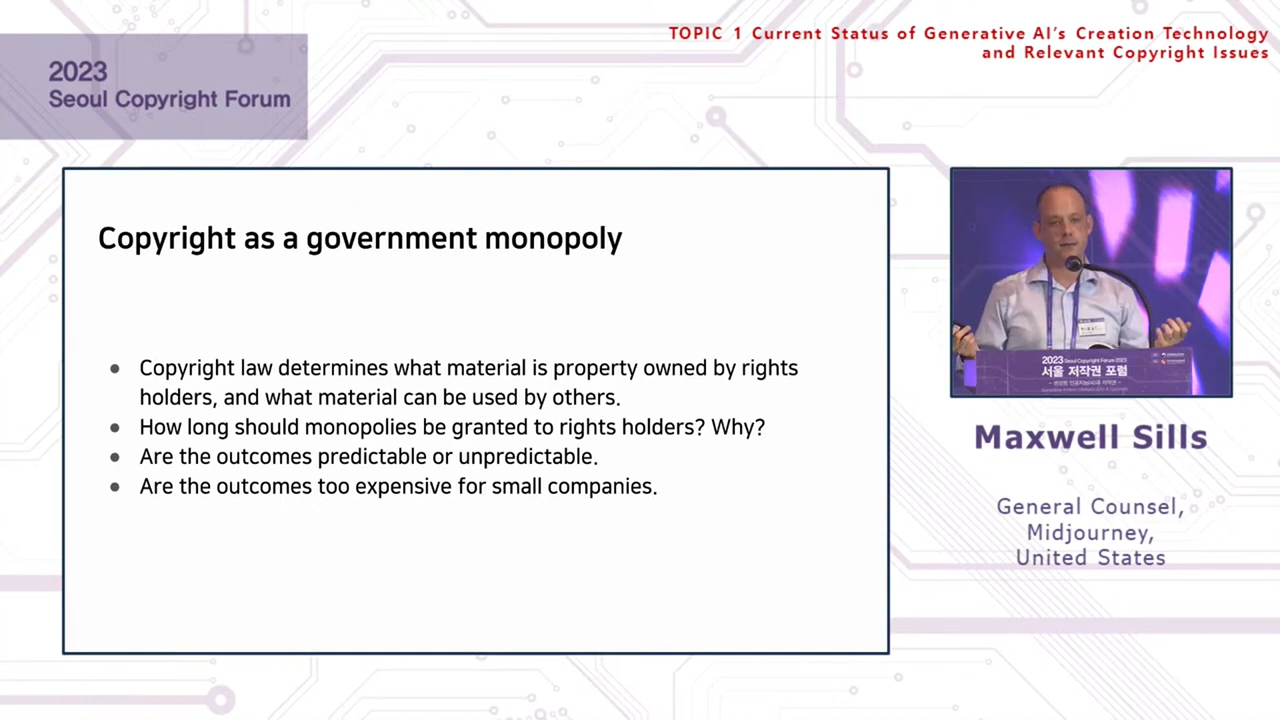 TOPIC 1 Current Status of Generative AI's Creation Technology
and Relevant Copyright Issues
2023
Seoul Copyright Forum
Copyright as a government monopoly
• Copyright law determines what material is property owned by rights
holders, and what material can be used by others.
• How long should monopolies be granted to rights holders? Why?
• Are the outcomes predictable or unpredictable.
• Are the outcomes too expensive for small companies.
2023 Seoul Copyright Forum 2023
서울 저작권 포럼
Maxwell Sills
General Counsel,
Midjourney,
United States